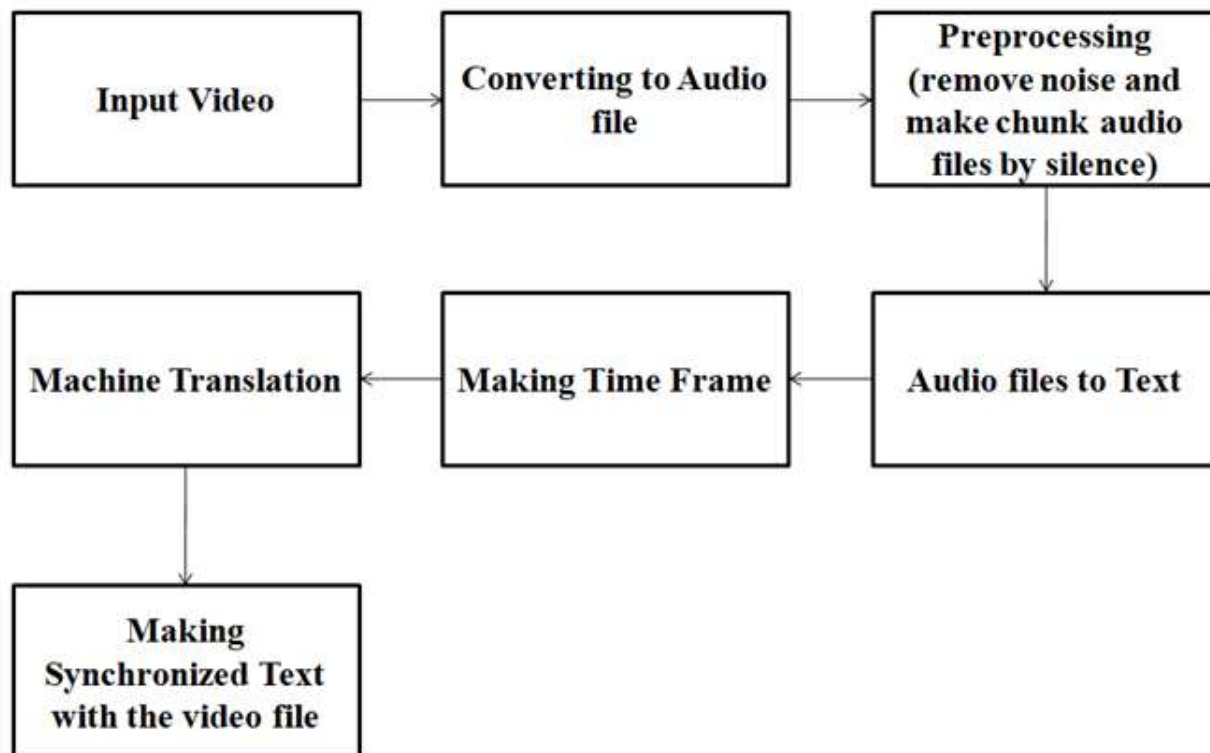 Input Video
Converting to Audio
file
Preprocessing
(remove noise and
make chunk audio
files by silence)
Audio files to Text
Making Time Frame
Machine Translation
Making
Synchronized Text
with the video file